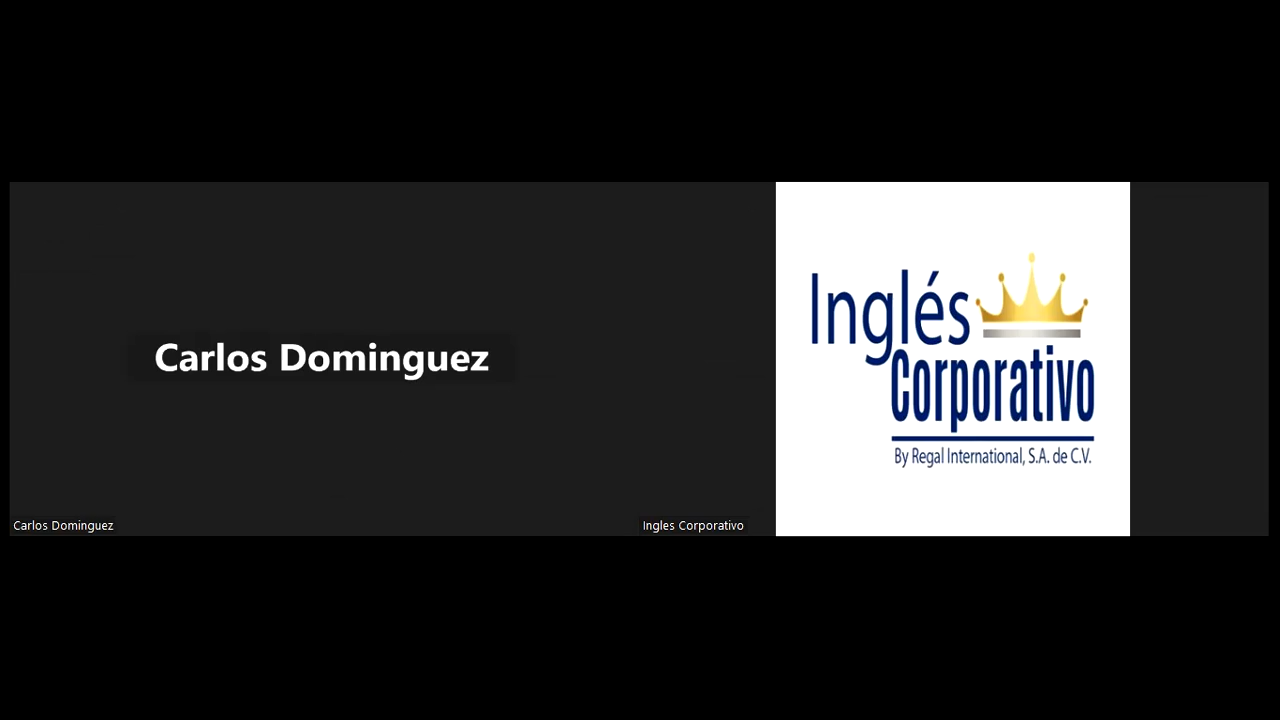 Carlos Dominguez
Carlos Dominguez
Inglés
Corporativo
By Regal International, S.A. de C.V.
Ingles Corporativo